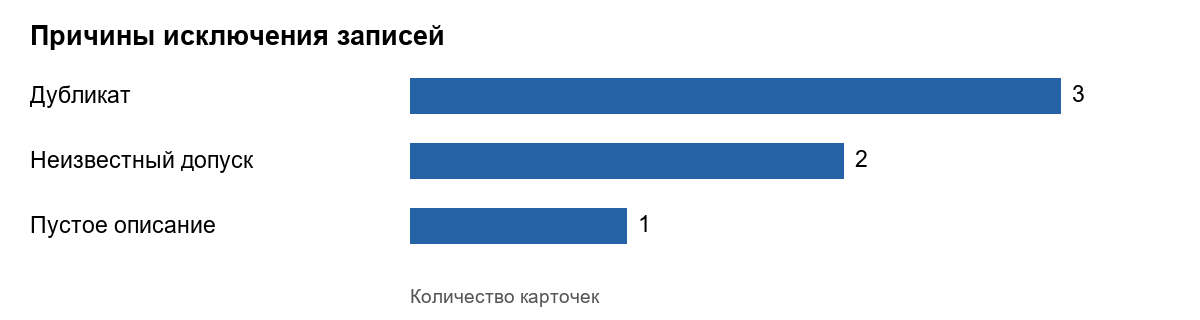 Причины исключения записей
Дубликат 3
Неизвестный допуск 2
Пустое описание 1
Количество карточек